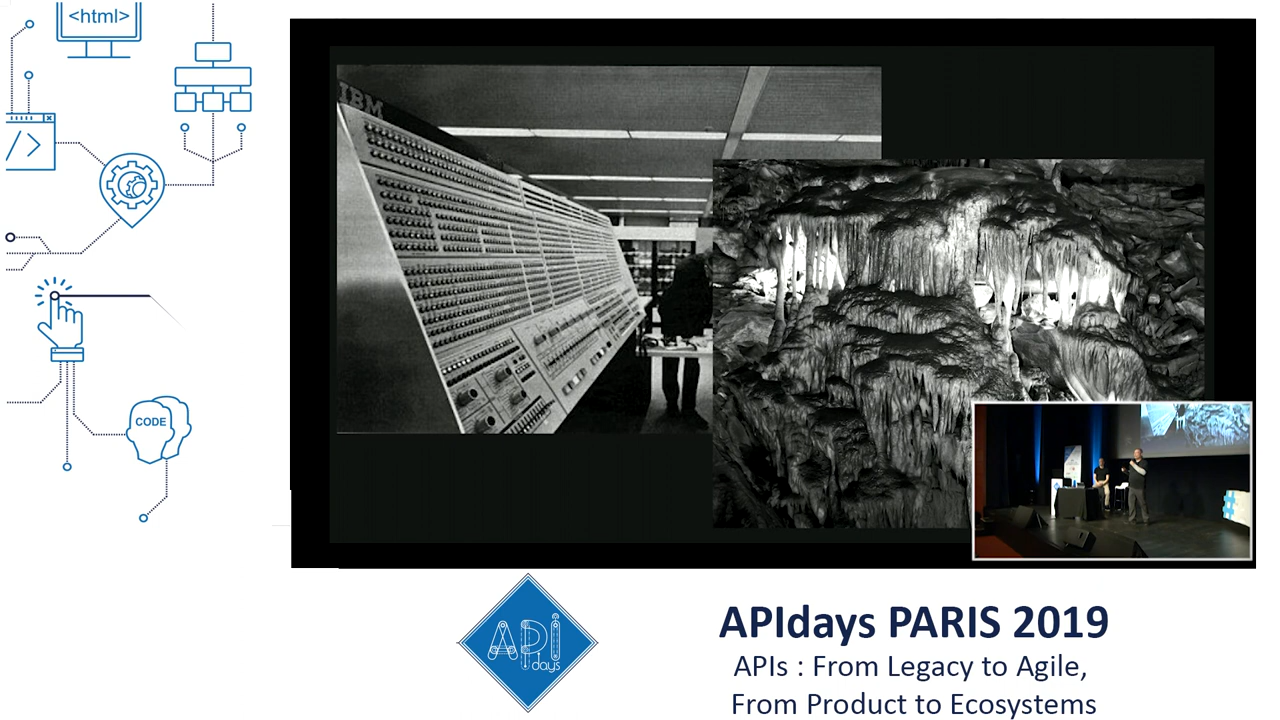 <html>
</>
CODE
IBM
#
API
days
APIdays PARIS 2019
APIs : From Legacy to Agile,
From Product to Ecosystems